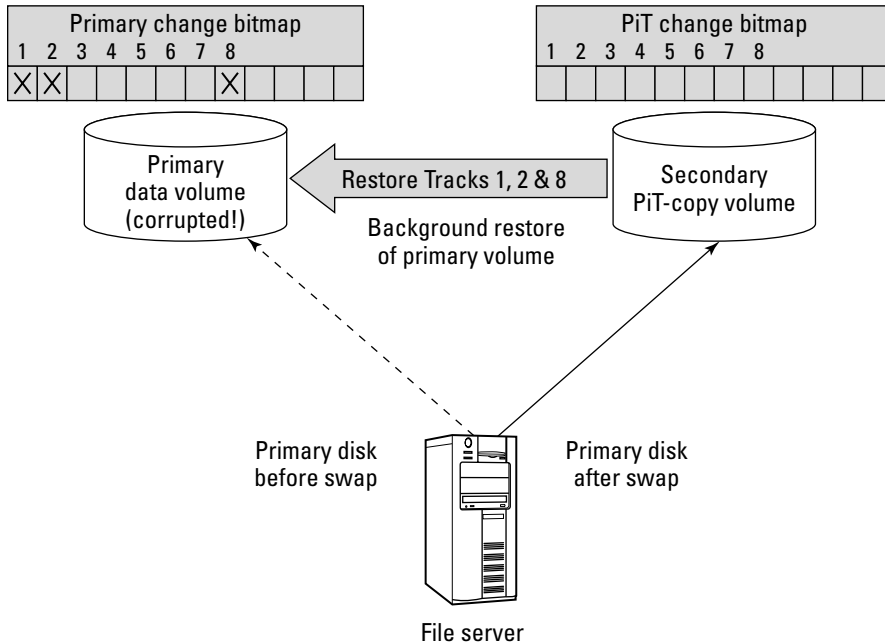 Primary change bitmap
1 2 3 4 5 6 7 8
X X X
PiT change bitmap
1 2 3 4 5 6 7 8
Primary
data volume
(corrupted!)
Restore Tracks 1, 2 & 8
Background restore
of primary volume
Secondary
PiT-copy volume
Primary disk
before swap
Primary disk
after swap
File server